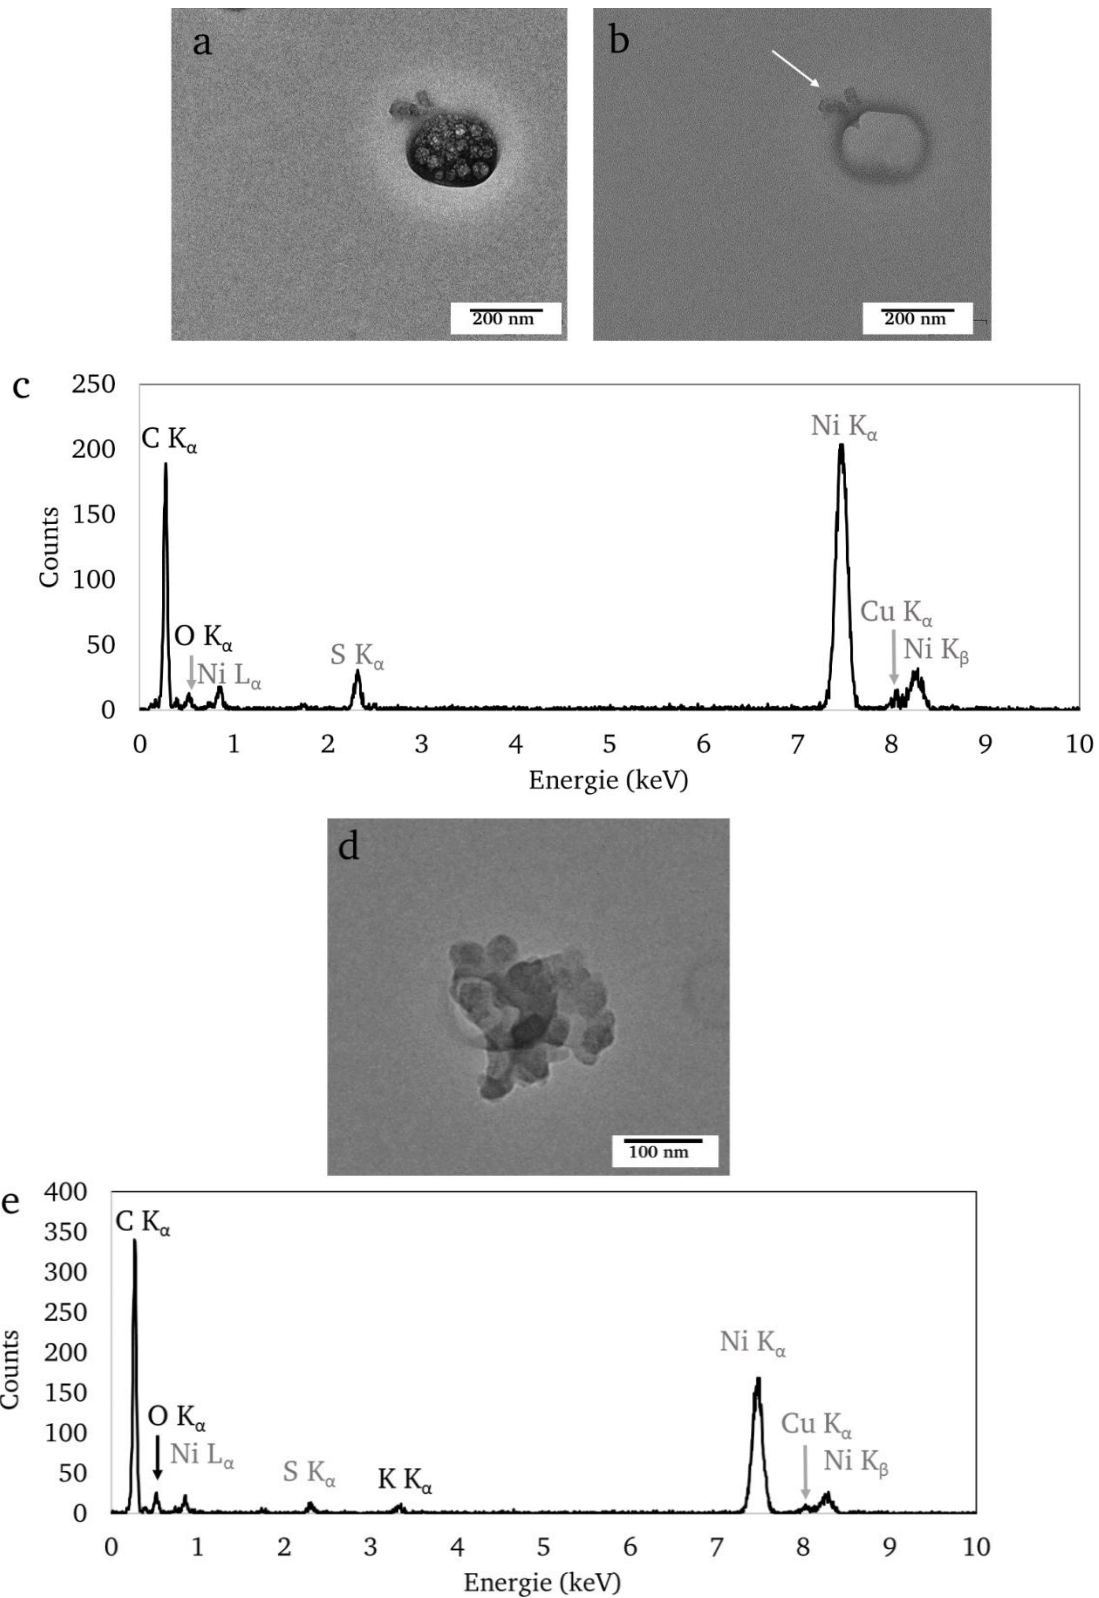 a
b
200 nm
200 nm
c
250
200
150
100
50
0
Counts
C Kα
O Kα
Ni Lα
S Kα
Ni Kα
Cu Kα
Ni Kβ
0 1 2 3 4 5 6 7 8 9 10
Energie (keV)
d
100 nm
e
400
350
300
250
200
150
100
50
0
Counts
C Kα
O Kα
Ni Lα
S Kα
K Kα
Ni Kα
Cu Kα
Ni Kβ
0 1 2 3 4 5 6 7 8 9 10
Energie (keV)